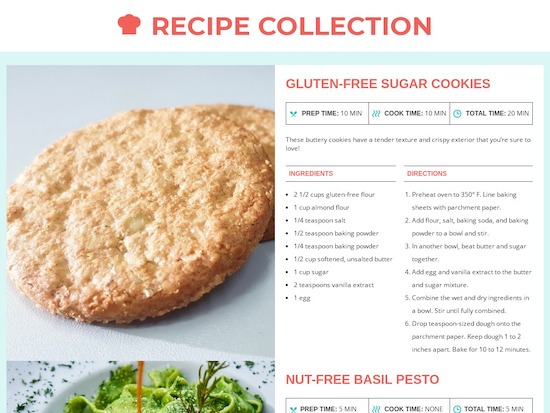 RECIPE COLLECTION
GLUTEN-FREE SUGAR COOKIES
PREP TIME: 10 MIN COOK TIME: 10 MIN TOTAL TIME: 20 MIN
These buttery cookies have a tender texture and crispy exterior that you're sure to
love!
INGREDIENTS
2 1/2 cups gluten-free flour
1 cup almond flour
1/4 teaspoon salt
1/2 teaspoon baking powder
1/4 teaspoon baking powder
1/2 cup softened, unsalted butter
1 cup sugar
2 teaspoons vanilla extract
1 egg
DIRECTIONS
1. Preheat oven to 350° F. Line baking
sheets with parchment paper.
2. Add flour, salt, baking soda, and baking
powder to a bowl and stir.
3. In another bowl, beat butter and sugar
together.
4. Add egg and vanilla extract to the butter
and sugar mixture.
5. Combine the wet and dry ingredients in
a bowl. Stir until fully combined.
6. Drop teaspoon-sized dough onto the
parchment paper. Keep dough 1 to 2
inches apart. Bake for 10 to 12 minutes.
NUT-FREE BASIL PESTO
PREP TIME: 5 MIN COOK TIME: NONE TOTAL TIME: 5 MIN